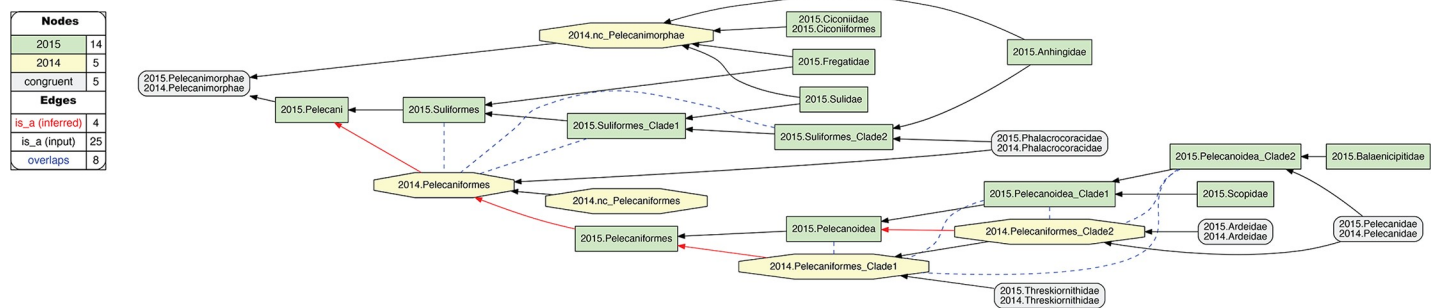 Nodes
2015 14
2014 5
congruent 5
Edges
is_a (inferred) 4
is_a (input) 25
overlaps 8
2014.nc_Pelecanimorphae
2015.Ciconiidae
2015.Ciconiiformes
2015.Anhingidae
2015.Fregatidae
2015.Pelecanimorphae
2014.Pelecanimorphae
2015.Pelecani
2015.Suliformes
2015.Sulidae
2015.Suliformes_Clade1
2015.Suliformes_Clade2
2015.Phalacrocoracidae
2014.Phalacrocoracidae
2015.Pelecanoidea_Clade2
2015.Balaenicipitidae
2014.Pelecaniformes
2014.nc_Pelecaniformes
2015.Pelecanoidea_Clade1
2015.Scopidae
2015.Pelecaniformes
2015.Pelecanoidea
2014.Pelecaniformes_Clade2
2015.Ardeidae
2014.Ardeidae
2015.Pelecanidae
2014.Pelecanidae
2014.Pelecaniformes_Clade1
2015.Threskiornithidae
2014.Threskiornithidae